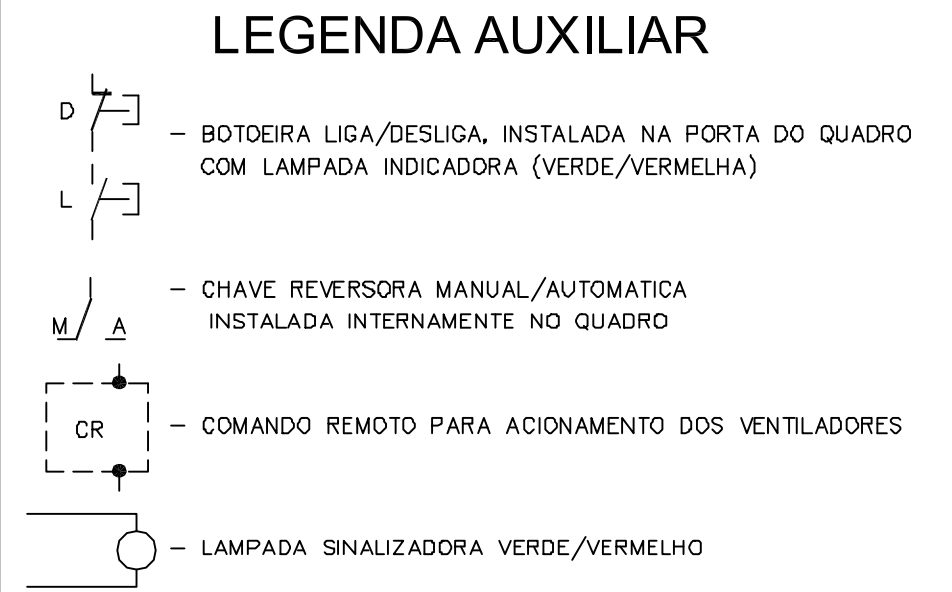 LEGENDA AUXILIAR
D
– BOTOEIRA LIGA/DESLIGA, INSTALADA NA PORTA DO QUADRO
COM LAMPADA INDICADORA (VERDE/VERMELHA)
L
– CHAVE REVERSORA MANUAL/AUTOMATICA
M A
INSTALADA INTERNAMENTE NO QUADRO
CR
– COMANDO REMOTO PARA ACIONAMENTO DOS VENTILADORES
– LAMPADA SINALIZADORA VERDE/VERMELHO